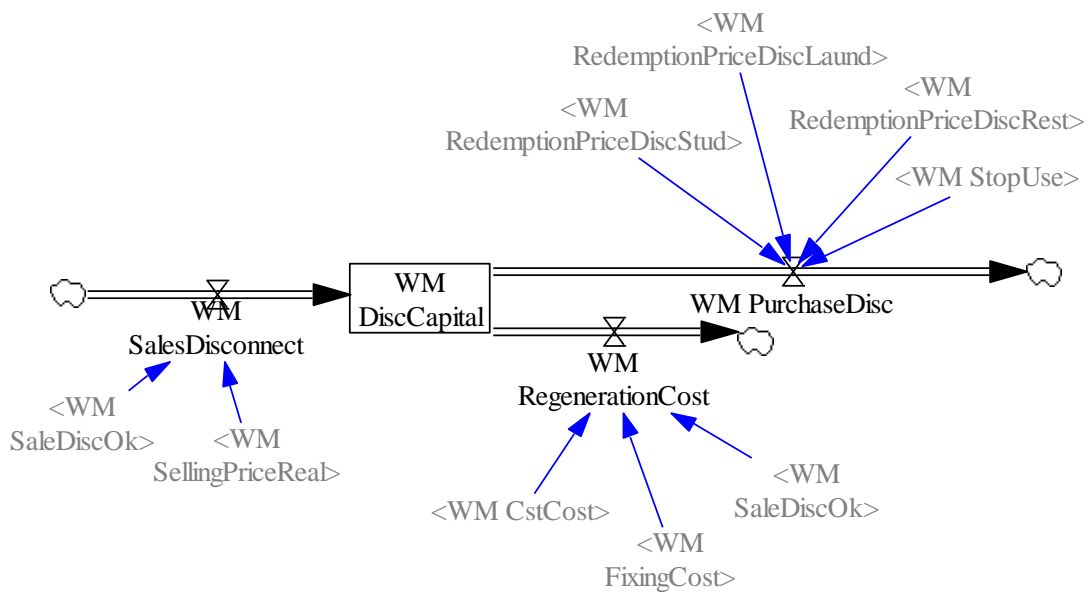 <WM
RedemptionPriceDiscLaund>
<WM
RedemptionPriceDiscRest>
<WM
RedemptionPriceDiscStud>
<WM StopUse>
WM
DiscCapital
WM PurchaseDisc
WM
SalesDisconnect
WM
RegenerationCost
<WM
SaleDiscOk>
<WM
SellingPriceReal>
<WM CstCost>
<WM
SaleDiscOk>
<WM
FixingCost>